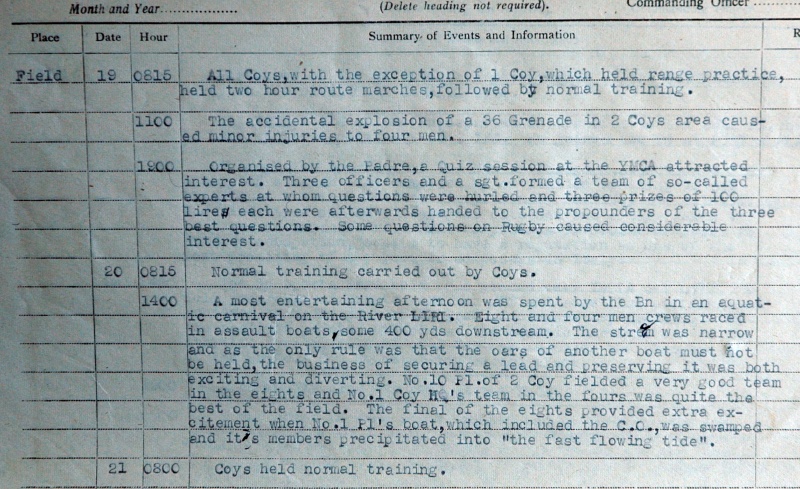 Month and Year..................
(Delete heading not required).
Commanding Officer ............
Place Date Hour Summary of Events and Information R
Field 19 0815 All Coys,with the exception of 1 Coy,which held range practice,
held two hour route marches,followed by normal training.
1100 The accidental explosion of a 36 Grenade in 2 Coys area caus-
ed minor injuries to four men.
1900 Organised by the Padre,a Quiz session at the YMCA attracted
interest. Three officers and a sgt.formed a team of so-called
experts at whom questions were hurled and three prizes of 100
lire each were afterwards handed to the propounders of the three
best questions. Some questions on Rugby caused considerable
interest.
20 0815 Normal training carried out by Coys.
1400 A most entertaining afternoon was spent by the Bn in an aquat-
ic carnival on the River LIRI. Eight and four men crews raced
in assault boats,some 400 yds downstream. The stream was narrow
and as the only rule was that the oars of another boat must not
be held,the business of securing a lead and preserving it was both
exciting and diverting. No.10 Pl.of 2 Coy fielded a very good team
in the eights and No.1 Coy HQ's team in the fours was quite the
best of the field. The final of the eights provided extra ex-
citement when No.1 Pl's boat,which included the C.O.,was swamped
and it's members precipitated into "the fast flowing tide".
21 0800 Coys held normal training.